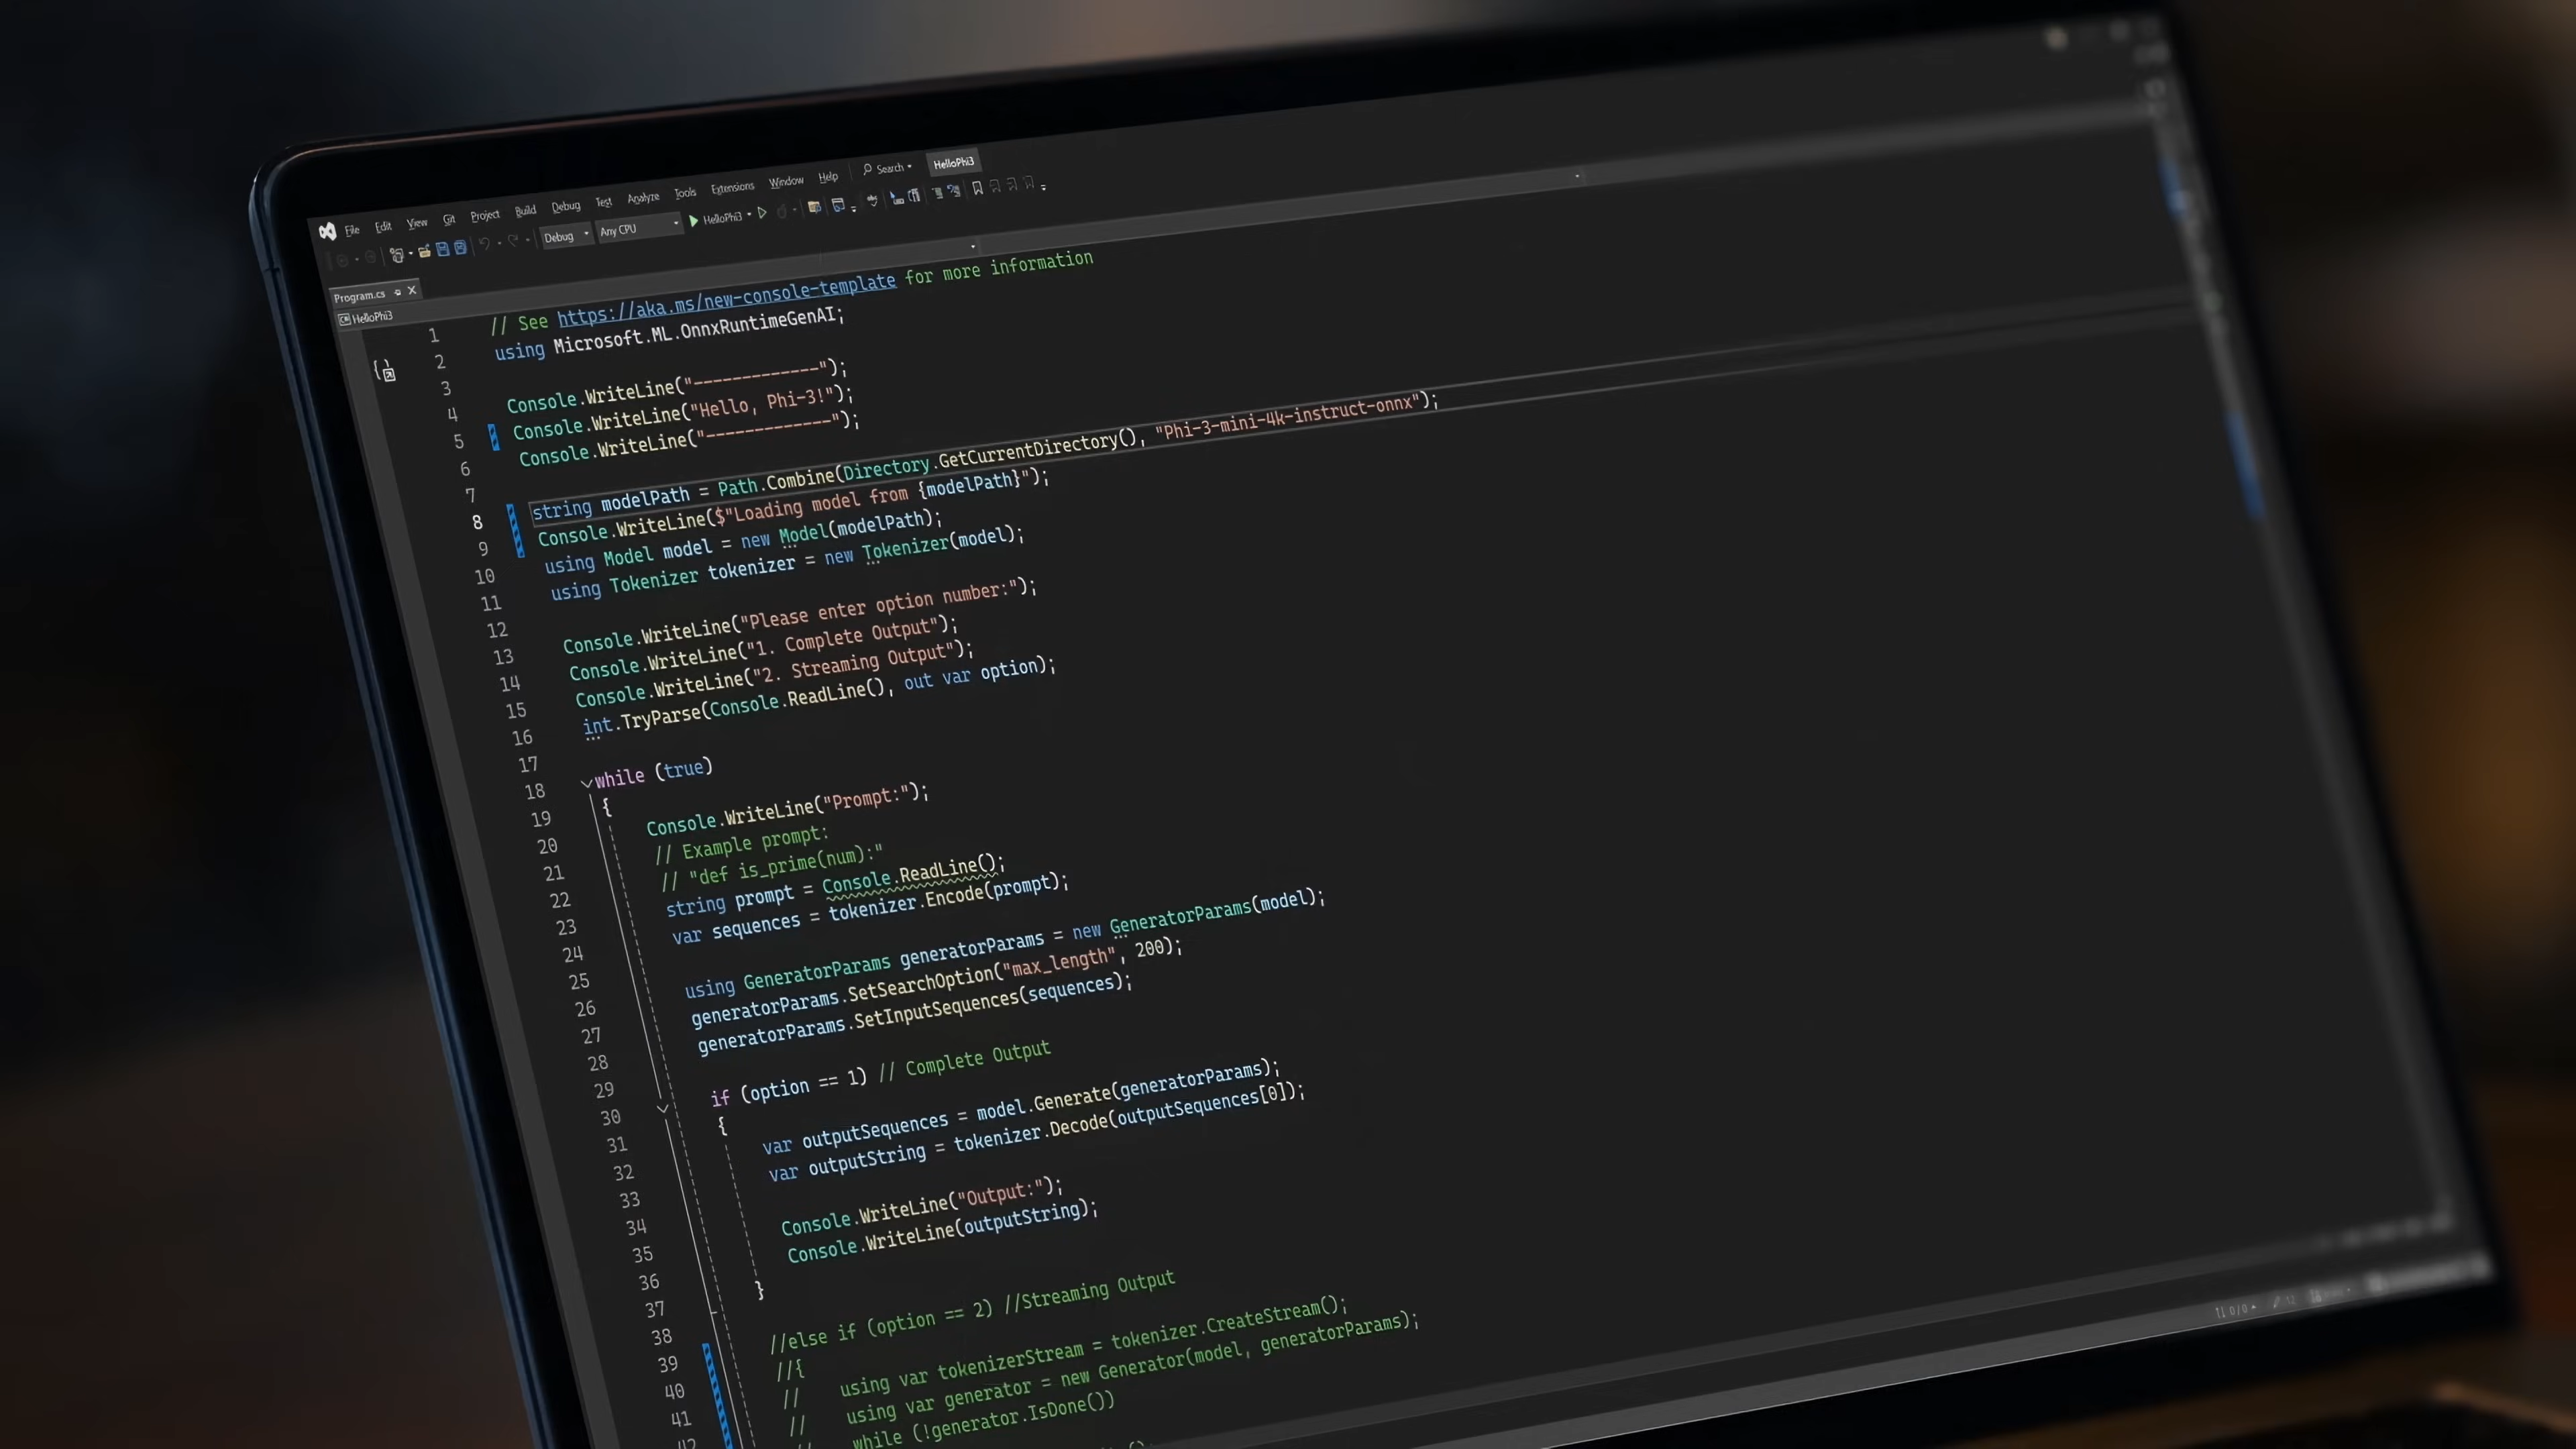 File Edit View Git Project Build Debug Test Analyze Tools Extensions Window Help Search HelloPhi3
Debug Any CPU HelloPhi3
Program.cs
HelloPhi3
1 // See https://aka.ms/new-console-template for more information
2 using Microsoft.ML.OnnxRuntimeGenAI;
3
4 Console.WriteLine("-------------");
5 Console.WriteLine("Hello, Phi-3!");
6 Console.WriteLine("-------------");
7
8 string modelPath = Path.Combine(Directory.GetCurrentDirectory(), "Phi-3-mini-4k-instruct-onnx");
9 Console.WriteLine($"Loading model from {modelPath}");
10 using Model model = new Model(modelPath);
11 using Tokenizer tokenizer = new Tokenizer(model);
12
13 Console.WriteLine("Please enter option number:");
14 Console.WriteLine("1. Complete Output");
15 Console.WriteLine("2. Streaming Output");
16 int.TryParse(Console.ReadLine(), out var option);
17
18 while (true)
19 {
20 Console.WriteLine("Prompt:");
21 // Example prompt:
22 // "def is_prime(num):"
23 string prompt = Console.ReadLine();
24 var sequences = tokenizer.Encode(prompt);
25
26 using GeneratorParams generatorParams = new GeneratorParams(model);
27 generatorParams.SetSearchOption("max_length", 200);
28 generatorParams.SetInputSequences(sequences);
29
30 if (option == 1) // Complete Output
31 {
32 var outputSequences = model.Generate(generatorParams);
33 var outputString = tokenizer.Decode(outputSequences[0]);
34
35 Console.WriteLine("Output:");
36 Console.WriteLine(outputString);
37 }
38 //else if (option == 2) //Streaming Output
39 //{
40 // using var tokenizerStream = tokenizer.CreateStream();
41 // using var generator = new Generator(model, generatorParams);
42 // while (!generator.IsDone())
0/0